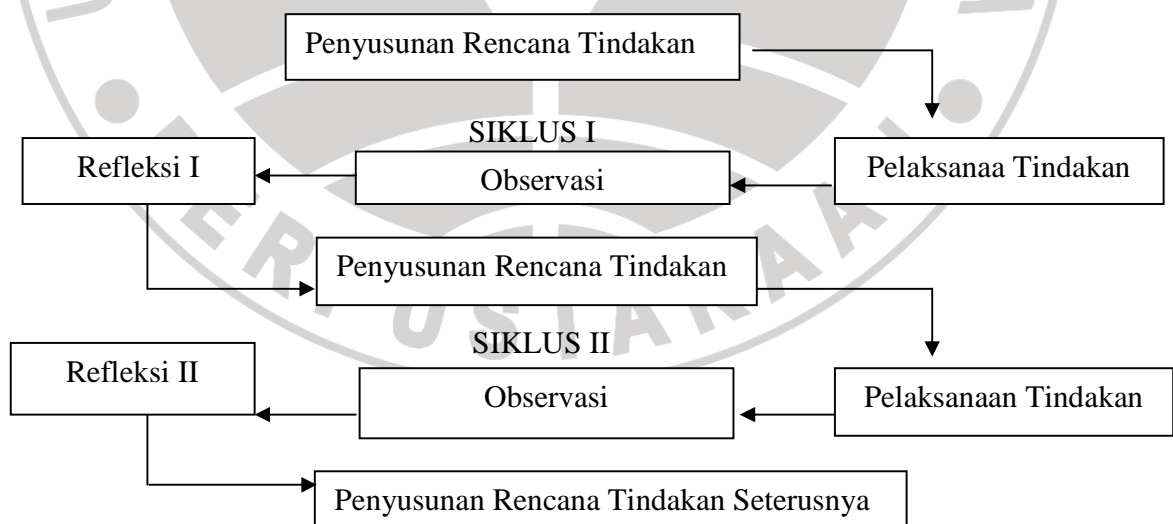 Penyusunan Rencana Tindakan
SIKLUS I
Refleksi I
Observasi
Pelaksanaa Tindakan
Penyusunan Rencana Tindakan
SIKLUS II
Refleksi II
Observasi
Pelaksanaan Tindakan
Penyusunan Rencana Tindakan Seterusnya